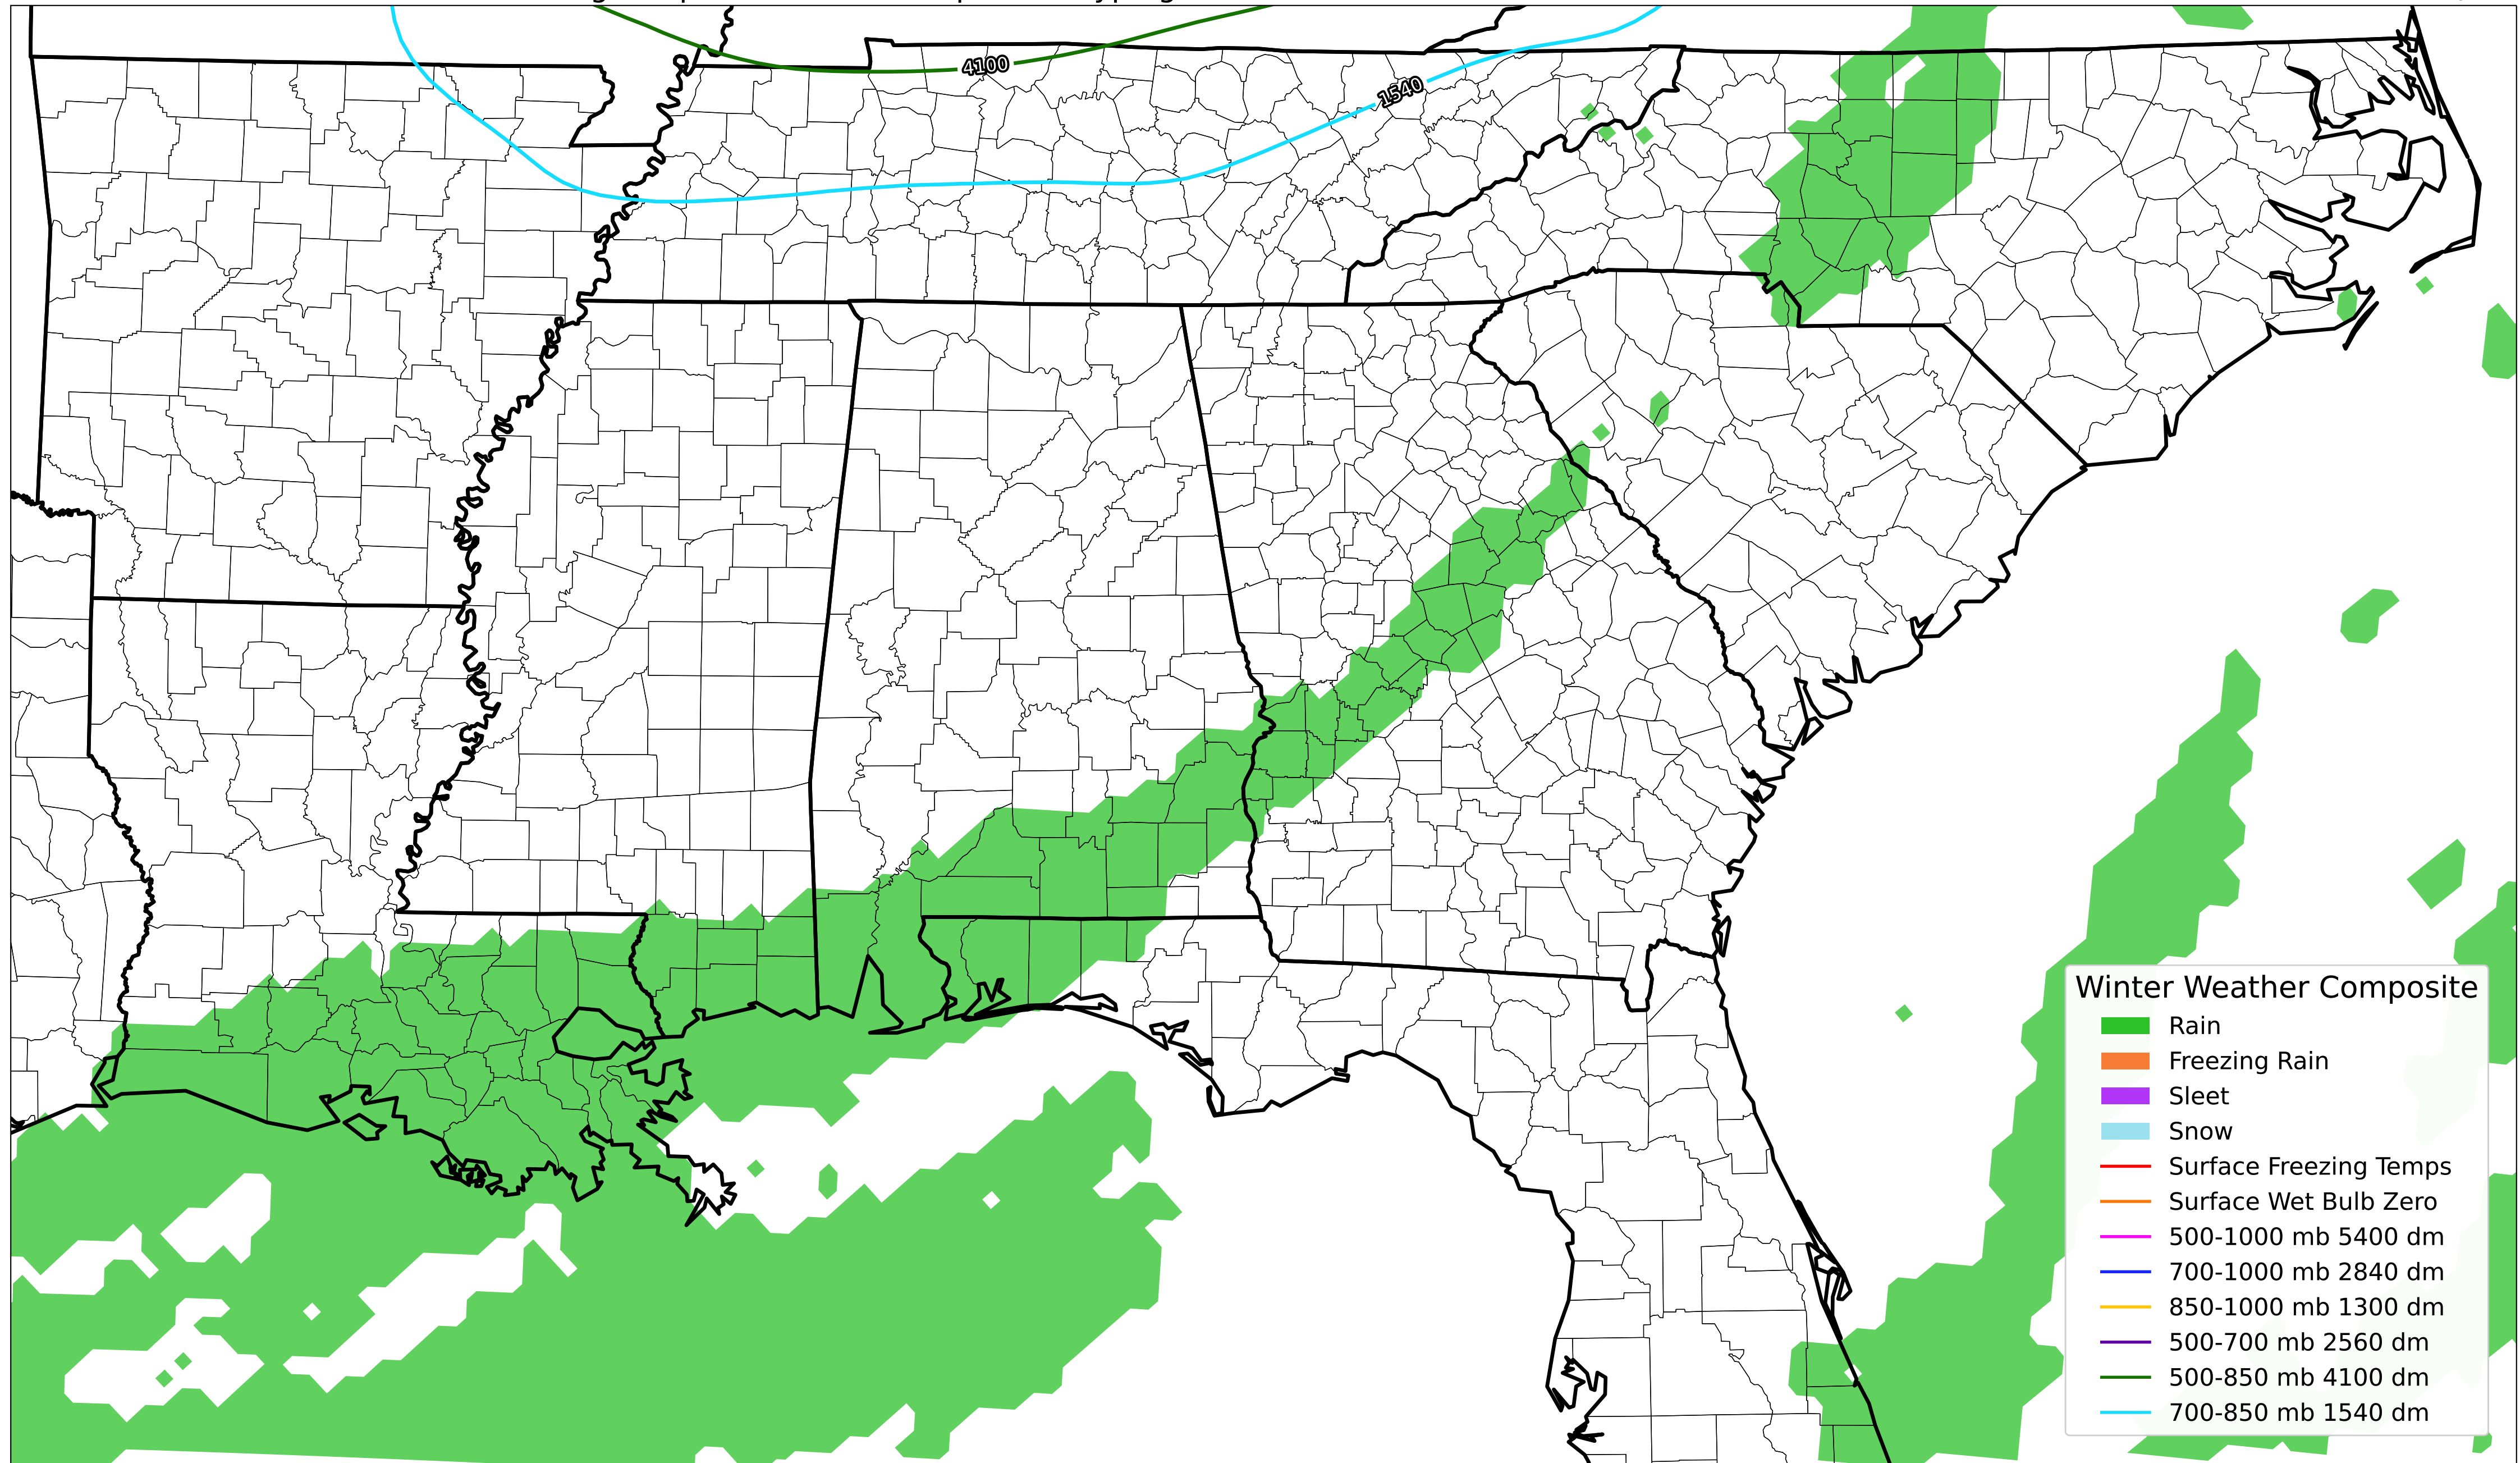 4100
1540
Winter Weather Composite
Rain
Freezing Rain
Sleet
Snow
Surface Freezing Temps
Surface Wet Bulb Zero
500-1000 mb 5400 dm
700-1000 mb 2840 dm
850-1000 mb 1300 dm
500-700 mb 2560 dm
500-850 mb 4100 dm
700-850 mb 1540 dm